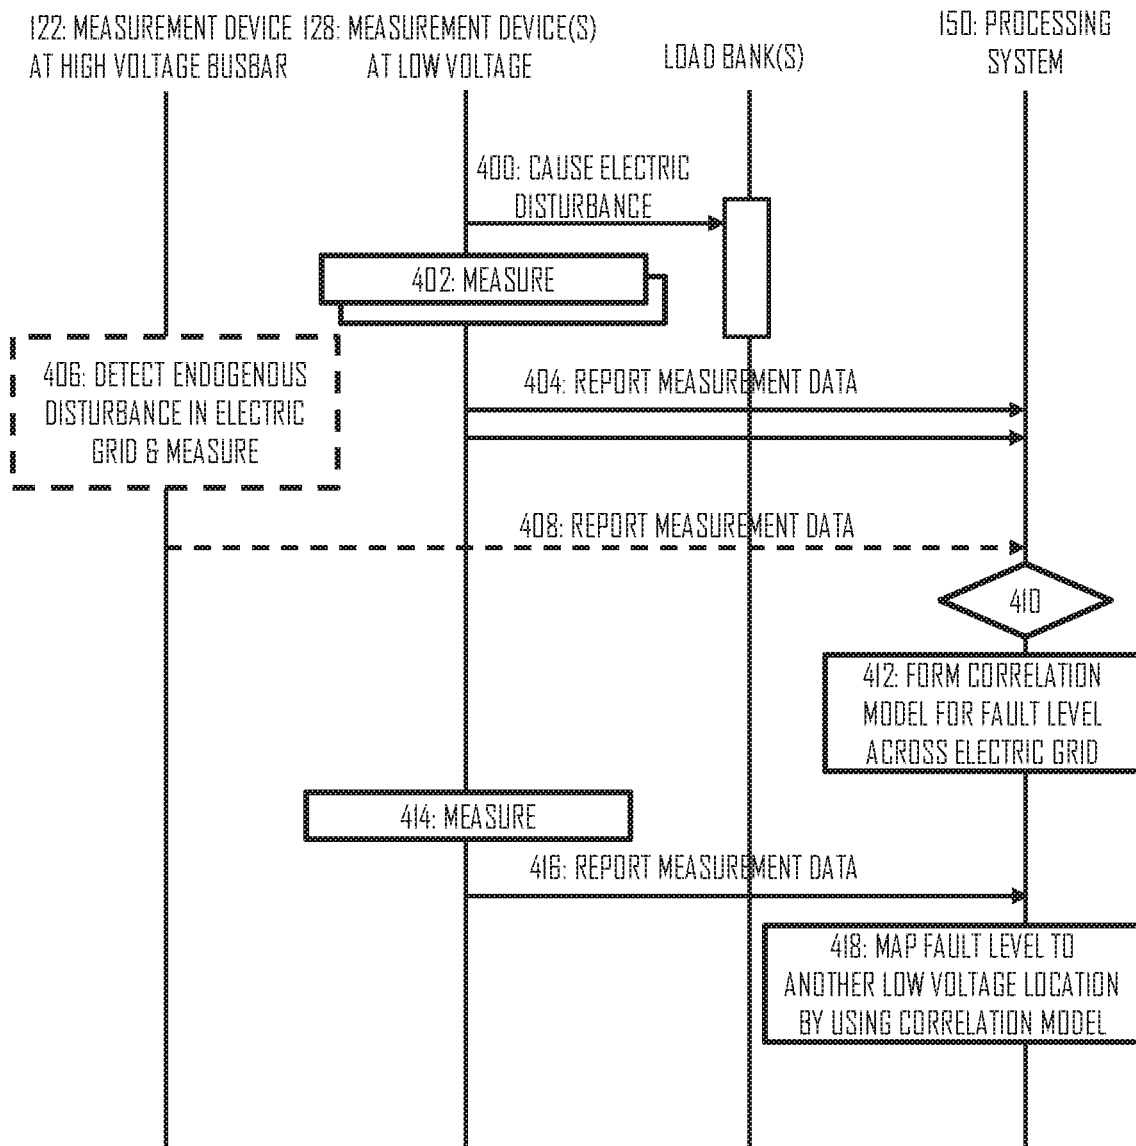 122: MEASUREMENT DEVICE
AT HIGH VOLTAGE BUSBAR
128: MEASUREMENT DEVICE(S)
AT LOW VOLTAGE
LOAD BANK(S)
150: PROCESSING
SYSTEM
400: CAUSE ELECTRIC
DISTURBANCE
402: MEASURE
406: DETECT ENDOGENOUS
DISTURBANCE IN ELECTRIC
GRID & MEASURE
404: REPORT MEASUREMENT DATA
408: REPORT MEASUREMENT DATA
410
412: FORM CORRELATION
MODEL FOR FAULT LEVEL
ACROSS ELECTRIC GRID
414: MEASURE
416: REPORT MEASUREMENT DATA
418: MAP FAULT LEVEL TO
ANOTHER LOW VOLTAGE LOCATION
BY USING CORRELATION MODEL